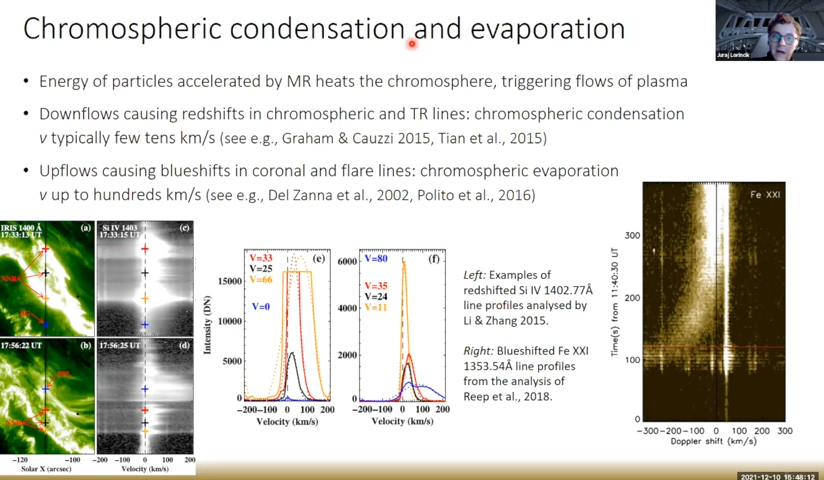 Chromospheric condensation and evaporation
Juraj Lorincik
• Energy of particles accelerated by MR heats the chromosphere, triggering flows of plasma
• Downflows causing redshifts in chromospheric and TR lines: chromospheric condensation
v typically few tens km/s (see e.g., Graham & Cauzzi 2015, Tian et al., 2015)
• Upflows causing blueshifts in coronal and flare lines: chromospheric evaporation
v up to hundreds km/s (see e.g., Del Zanna et al., 2002, Polito et al., 2016)
IRIS 1400 Å
17:33:13 UT
(a)
Si IV 1403
17:33:15 UT
(c)
17:56:22 UT
(b)
17:56:25 UT
(d)
-120 -100
Solar X (arcsec)
-200 0 200
Velocity (km/s)
Intensity (DN)
15000
10000
5000
0
V=33
V=25
V=66
V=0
(e)
-200 -100 0 100 200
Velocity (km/s)
6000
4000
2000
0
V=80
V=35
V=24
V=11
(f)
-200 -100 0 100 200
Velocity (km/s)
Left: Examples of
redshifted Si IV 1402.77Å
line profiles analysed by
Li & Zhang 2015.
Right: Blueshifted Fe XXI
1353.54Å line profiles
from the analysis of
Reep et al., 2018.
Fe XXI
Time(s) from 11:40:30 UT
300
200
100
0
-300 -200 -100 0 100 200 300
Doppler shift (km/s)
2021-12-10 16:48:12